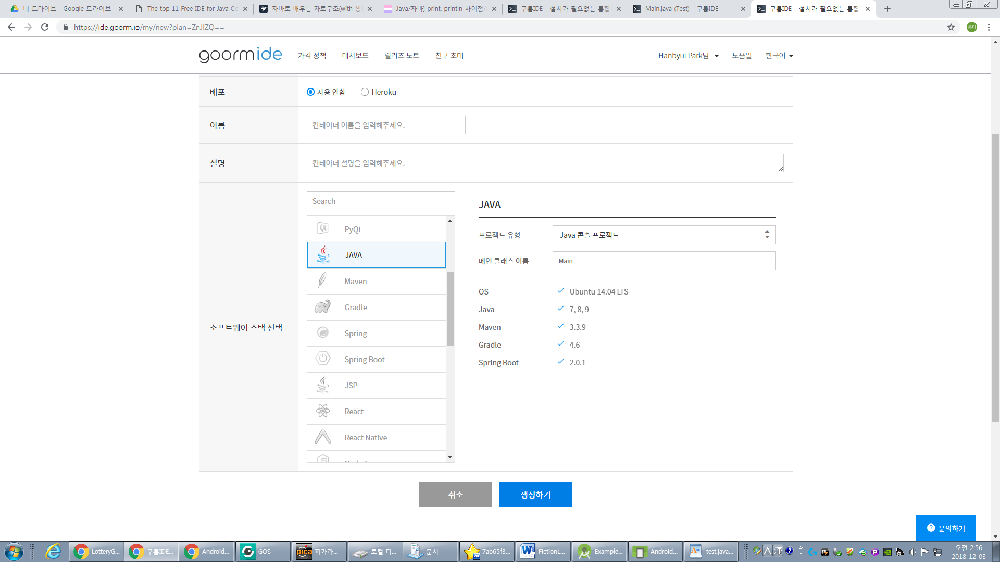 내 드라이브 - Google 드라이브
The top 11 Free IDE for Java Co
자바로 배우는 자료구조(with 생
Java/자바] print, println 차이점/
구름IDE - 설치가 필요없는 통합
Main.java (Test) - 구름IDE
구름IDE - 설치가 필요없는 통합
https://ide.goorm.io/my/new?plan=ZnJlZQ==
룩이
goormide
가격 정책
대시보드
릴리즈 노트
친구 초대
Hanbyul Park님
도움말
한국어
배포
사용 안함
Heroku
이름
컨테이너 이름을 입력해주세요.
설명
컨테이너 설명을 입력해주세요.
소프트웨어 스택 선택
Search
Qt PyQt
JAVA
Maven
Gradle
Spring
Spring Boot
JSP
React
React Native
JAVA
프로젝트 유형
Java 콘솔 프로젝트
메인 클래스 이름
Main
OS
Ubuntu 14.04 LTS
Java
7, 8, 9
Maven
3.3.9
Gradle
4.6
Spring Boot
2.0.1
취소
생성하기
문의하기
LotteryG...
구름IDE...
Android...
GOS
pica 피카라...
로컬 디...
문서
PDF 7ab65f3...
W FictionL...
Example...
Android...
test.java...
A 漢
오전 2:56
2018-12-03